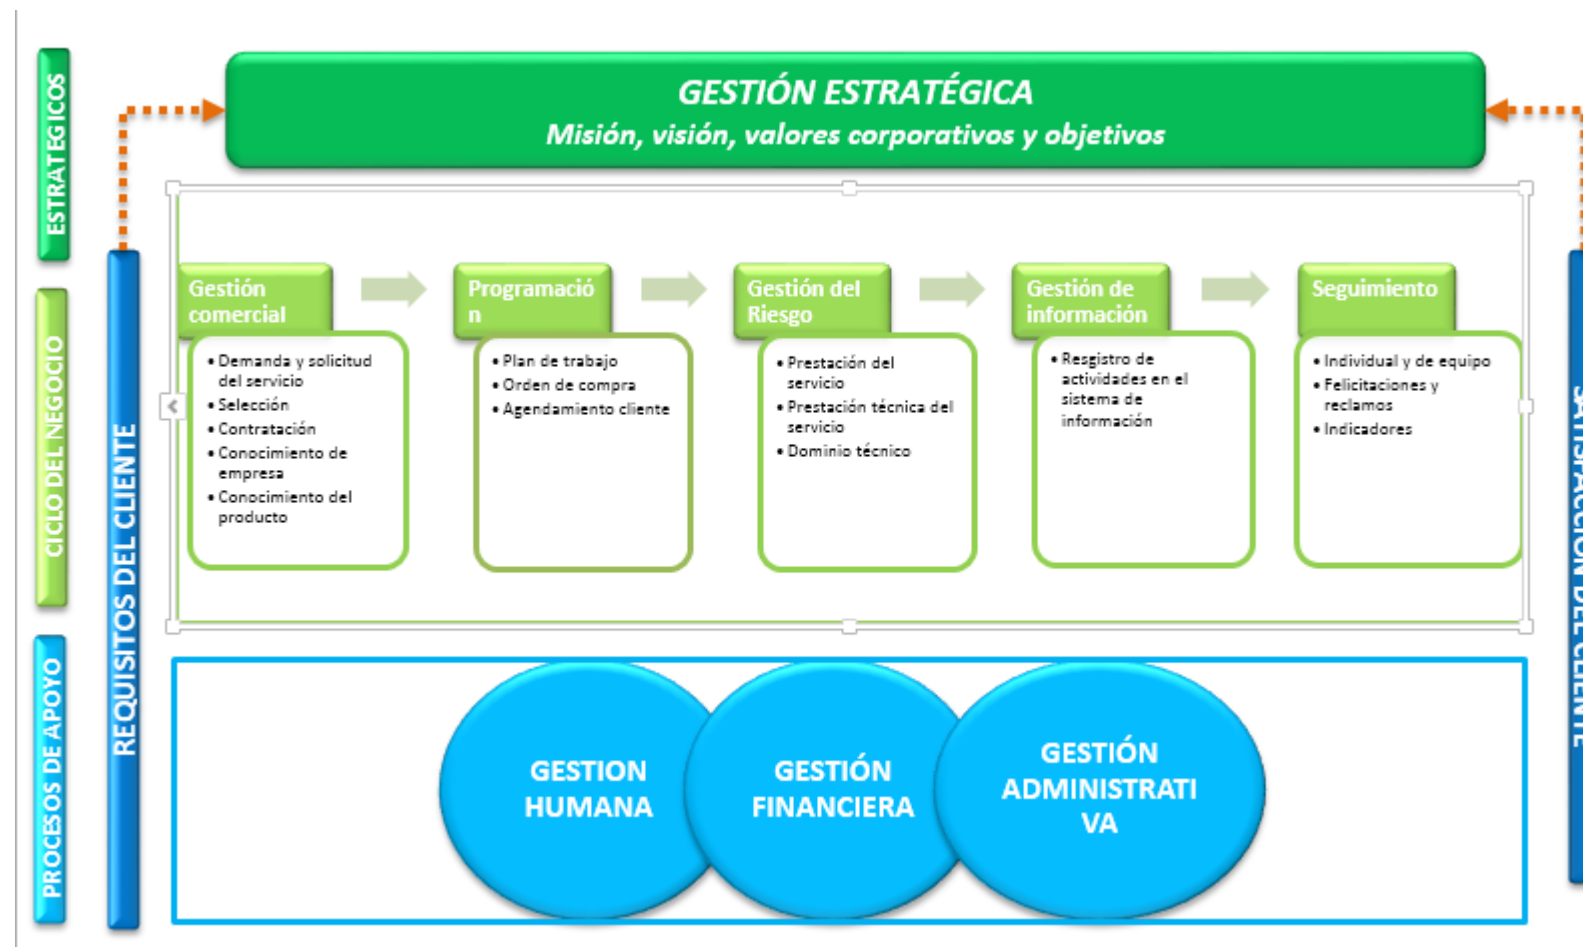 ESTRATEGICOS
GESTIÓN ESTRATÉGICA
Misión, visión, valores corporativos y objetivos
CICLO DEL NEGOCIO
REQUISITOS DEL CLIENTE
Gestión
comercial
• Demanda y solicitud
del servicio
• Selección
• Contratación
• Conocimiento de
empresa
• Conocimiento del
producto
Programació
n
• Plan de trabajo
• Orden de compra
• Agendamiento cliente
Gestión del
Riesgo
• Prestación del
servicio
• Prestación técnica del
servicio
• Dominio técnico
Gestión de
información
• Resgistro de
actividades en el
sistema de
información
Seguimiento
• Individual y de equipo
• Felicitaciones y
reclamos
• Indicadores
SATISFACCION DEL CLIENTE
PROCESOS DE APOYO
GESTION
HUMANA
GESTIÓN
FINANCIERA
GESTIÓN
ADMINISTRATI
VA